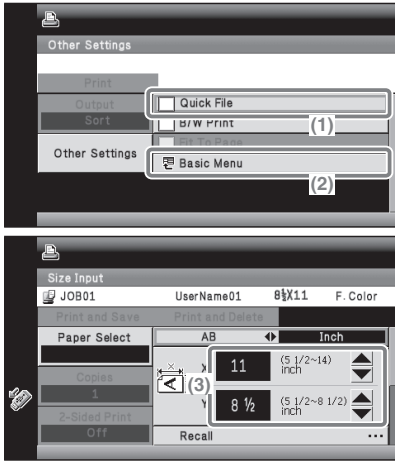 Other Settings
Print
Output
Sort
Quick File
B/W Print
(1)
Fit To Page
Other Settings
Basic Menu
(2)
Size Input
JOB01 UserName01 8½X11 F.Color
Print and Save Print and Delete
Paper Select AB Inch
X 11 (5 1/2~14) inch
(3)
Copies
1
Y 8 ½ (5 1/2~8 1/2) inch
2-Sided Print
Off
Recall ...